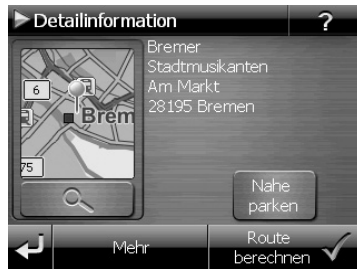 Detailinformation ?
Bremer
Stadtmusikanten
Am Markt
28195 Bremen
6
Brem
75
Nahe
parken
Mehr
Route
berechnen